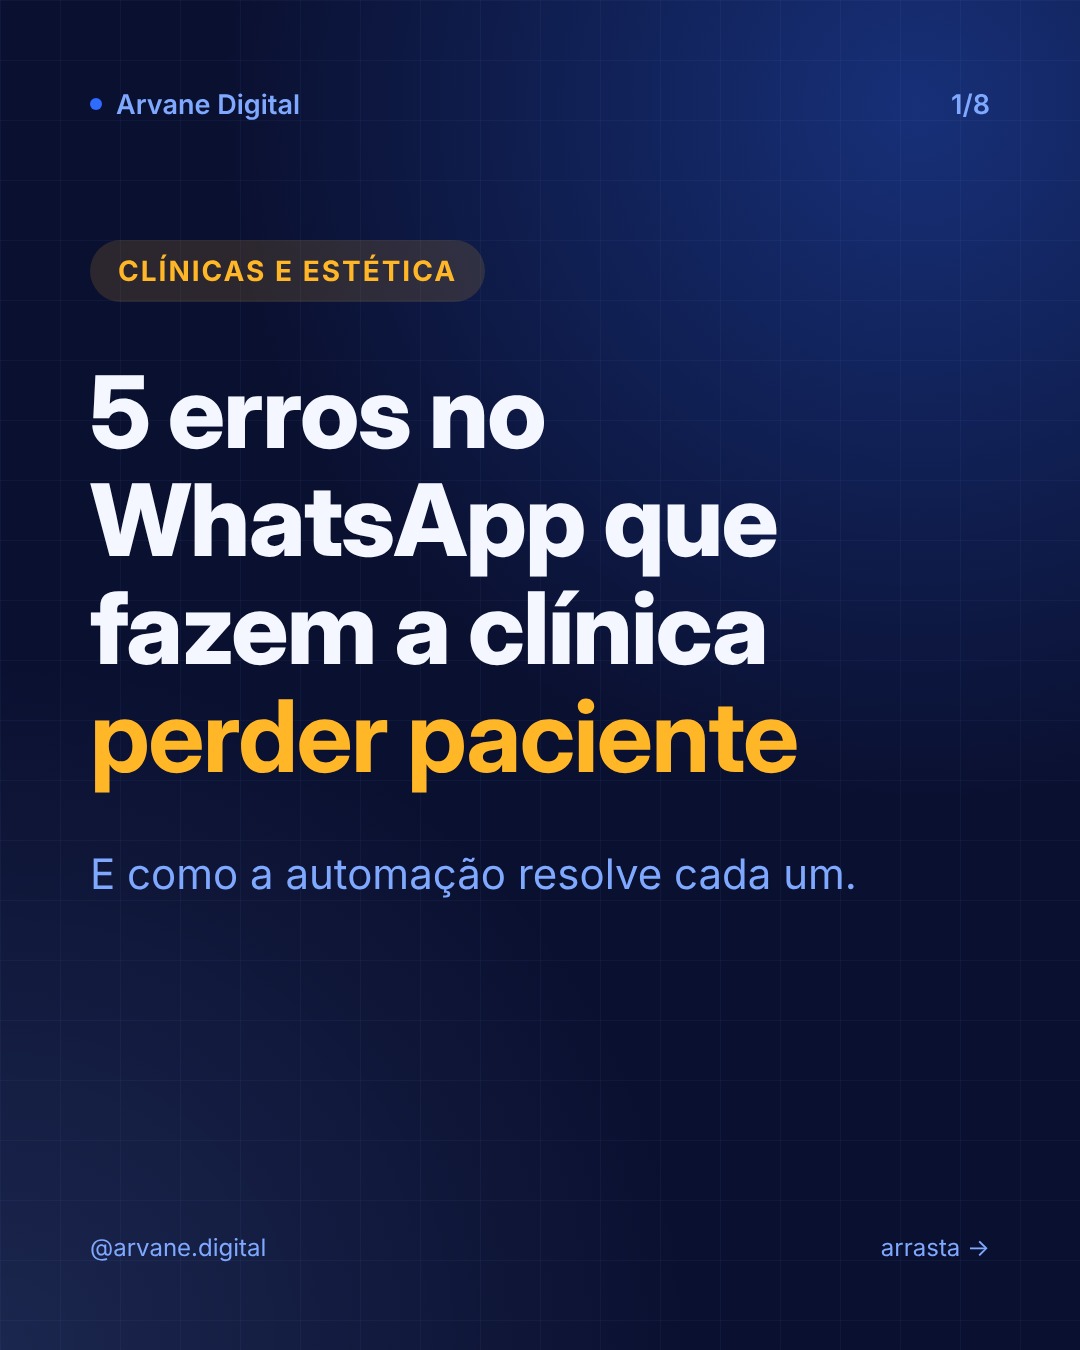 Arvane Digital
1/8
CLÍNICAS E ESTÉTICA
5 erros no
WhatsApp que
fazem a clínica
perder paciente
E como a automação resolve cada um.
@arvane.digital
arrasta →